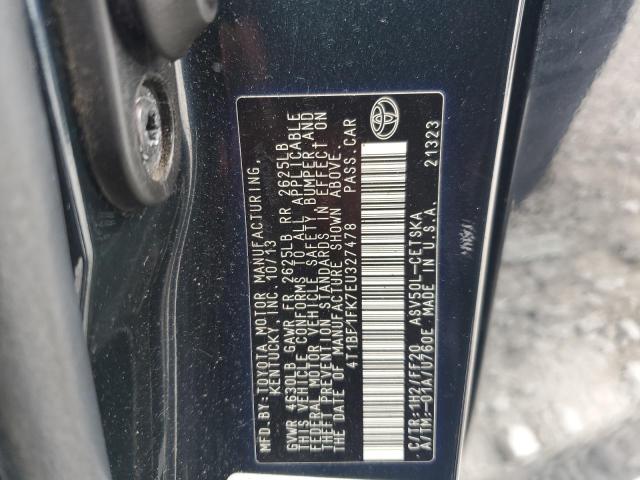 MFD.BY:TOYOTA MOTOR MANUFACTURING,
KENTUCKY, INC. 10/13
GVWR 4630LB GAWR FR 2625LB RR 2625LB
THIS VEHICLE CONFORMS TO ALL APPLICABLE
FEDERAL MOTOR VEHICLE SAFETY BUMPER AND
THEFT PREVENTION STANDARDS IN EFFECT ON
THE DATE OF MANUFACTURE SHOWN ABOVE.
4T1BF1FK7EU327478 PASS.CAR
C/TR:1H2/FF20 ASV50L-CETSKA
A/TM:-01A/U760E MADE IN U.S.A. 21323